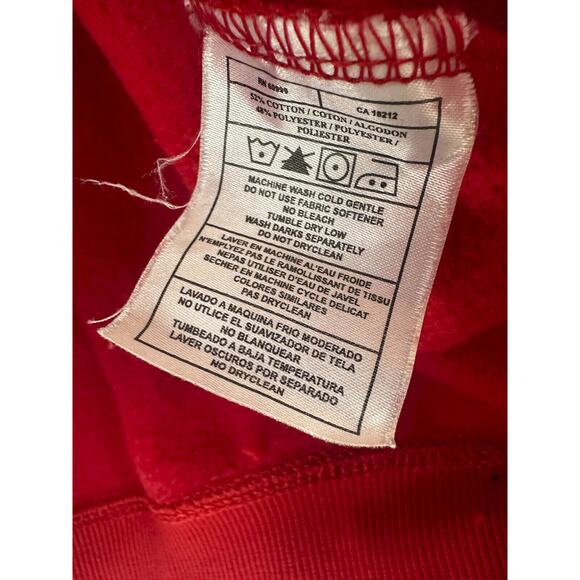 RN 60999 CA 18212
52% COTTON / COTON / ALGODON
48% POLYESTER / POLYESTER /
POLIESTER
MACHINE WASH COLD GENTLE
DO NOT USE FABRIC SOFTENER
NO BLEACH
TUMBLE DRY LOW
WASH DARKS SEPARATELY
DO NOT DRYCLEAN
LAVER EN MACHINE AL'EAU FROIDE
N'EMPLYEZ PAS LE RAMOLLISSANT DE TISSU
NEPAS UTILISER D'EAU DE JAVEL
SECHER EN MACHINE CYCLE DELICAT
COLORES SIMILARES
PAS DRYCLEAN
LAVADO A MAQUINA FRIO MODERADO
NO UTLICE EL SUAVIZADOR DE TELA
NO BLANQUEAR
TUMBEADO A BAJA TEMPERATURA
LAVER OSCUROS POR SEPARADO
NO DRYCLEAN